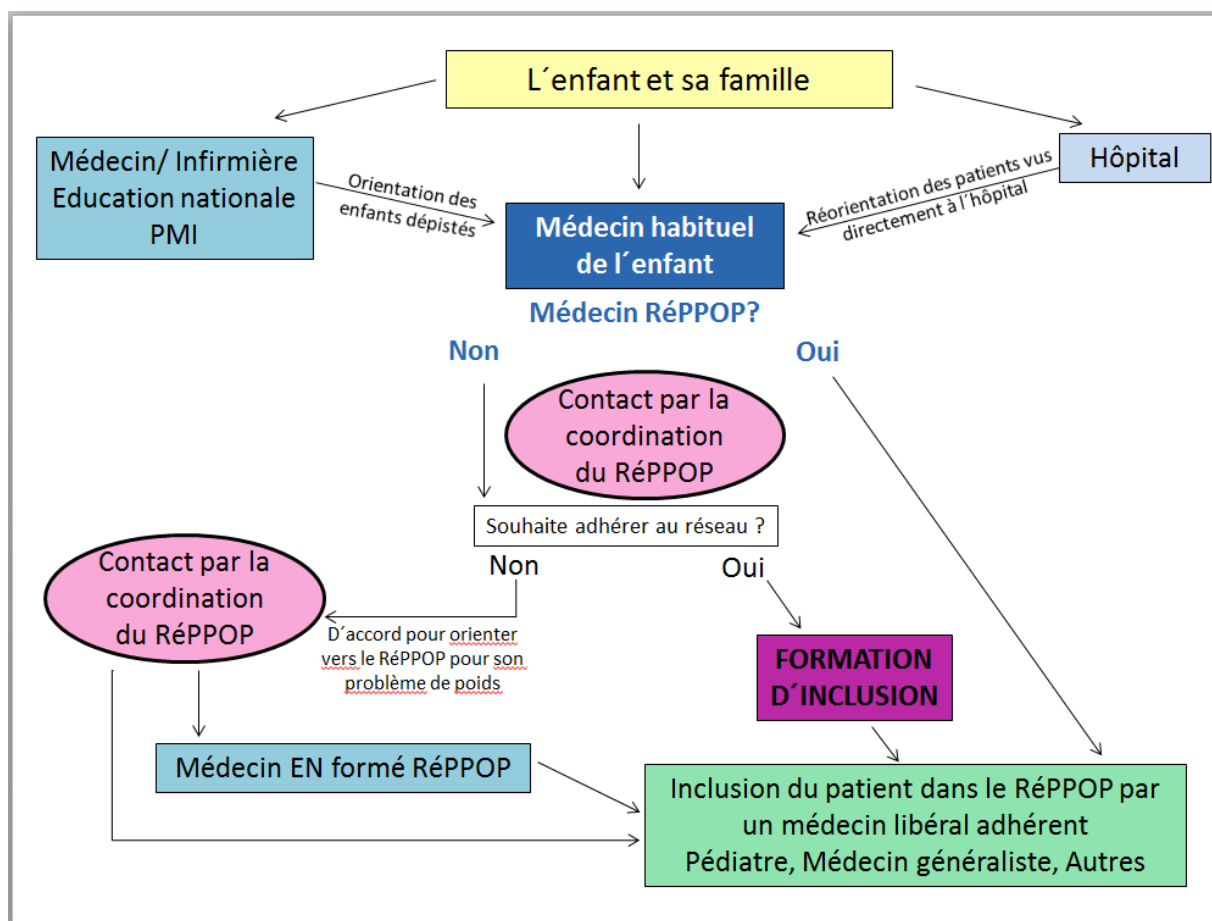 L´enfant et sa famille
Médecin/ Infirmière
Education nationale
PMI
Orientation des
enfants dépistés
Hôpital
Réorientation des patients vus
directement à l´hôpital
Médecin habituel
de l´enfant
Médecin RéPPOP?
Non
Oui
Contact par la
coordination
du RéPPOP
Souhaite adhérer au réseau ?
Non
Oui
Contact par la
coordination
du RéPPOP
D´accord pour orienter
vers le RéPPOP pour son
problème de poids
FORMATION
D´INCLUSION
Médecin EN formé RéPPOP
Inclusion du patient dans le RéPPOP par
un médecin libéral adhérent
Pédiatre, Médecin généraliste, Autres